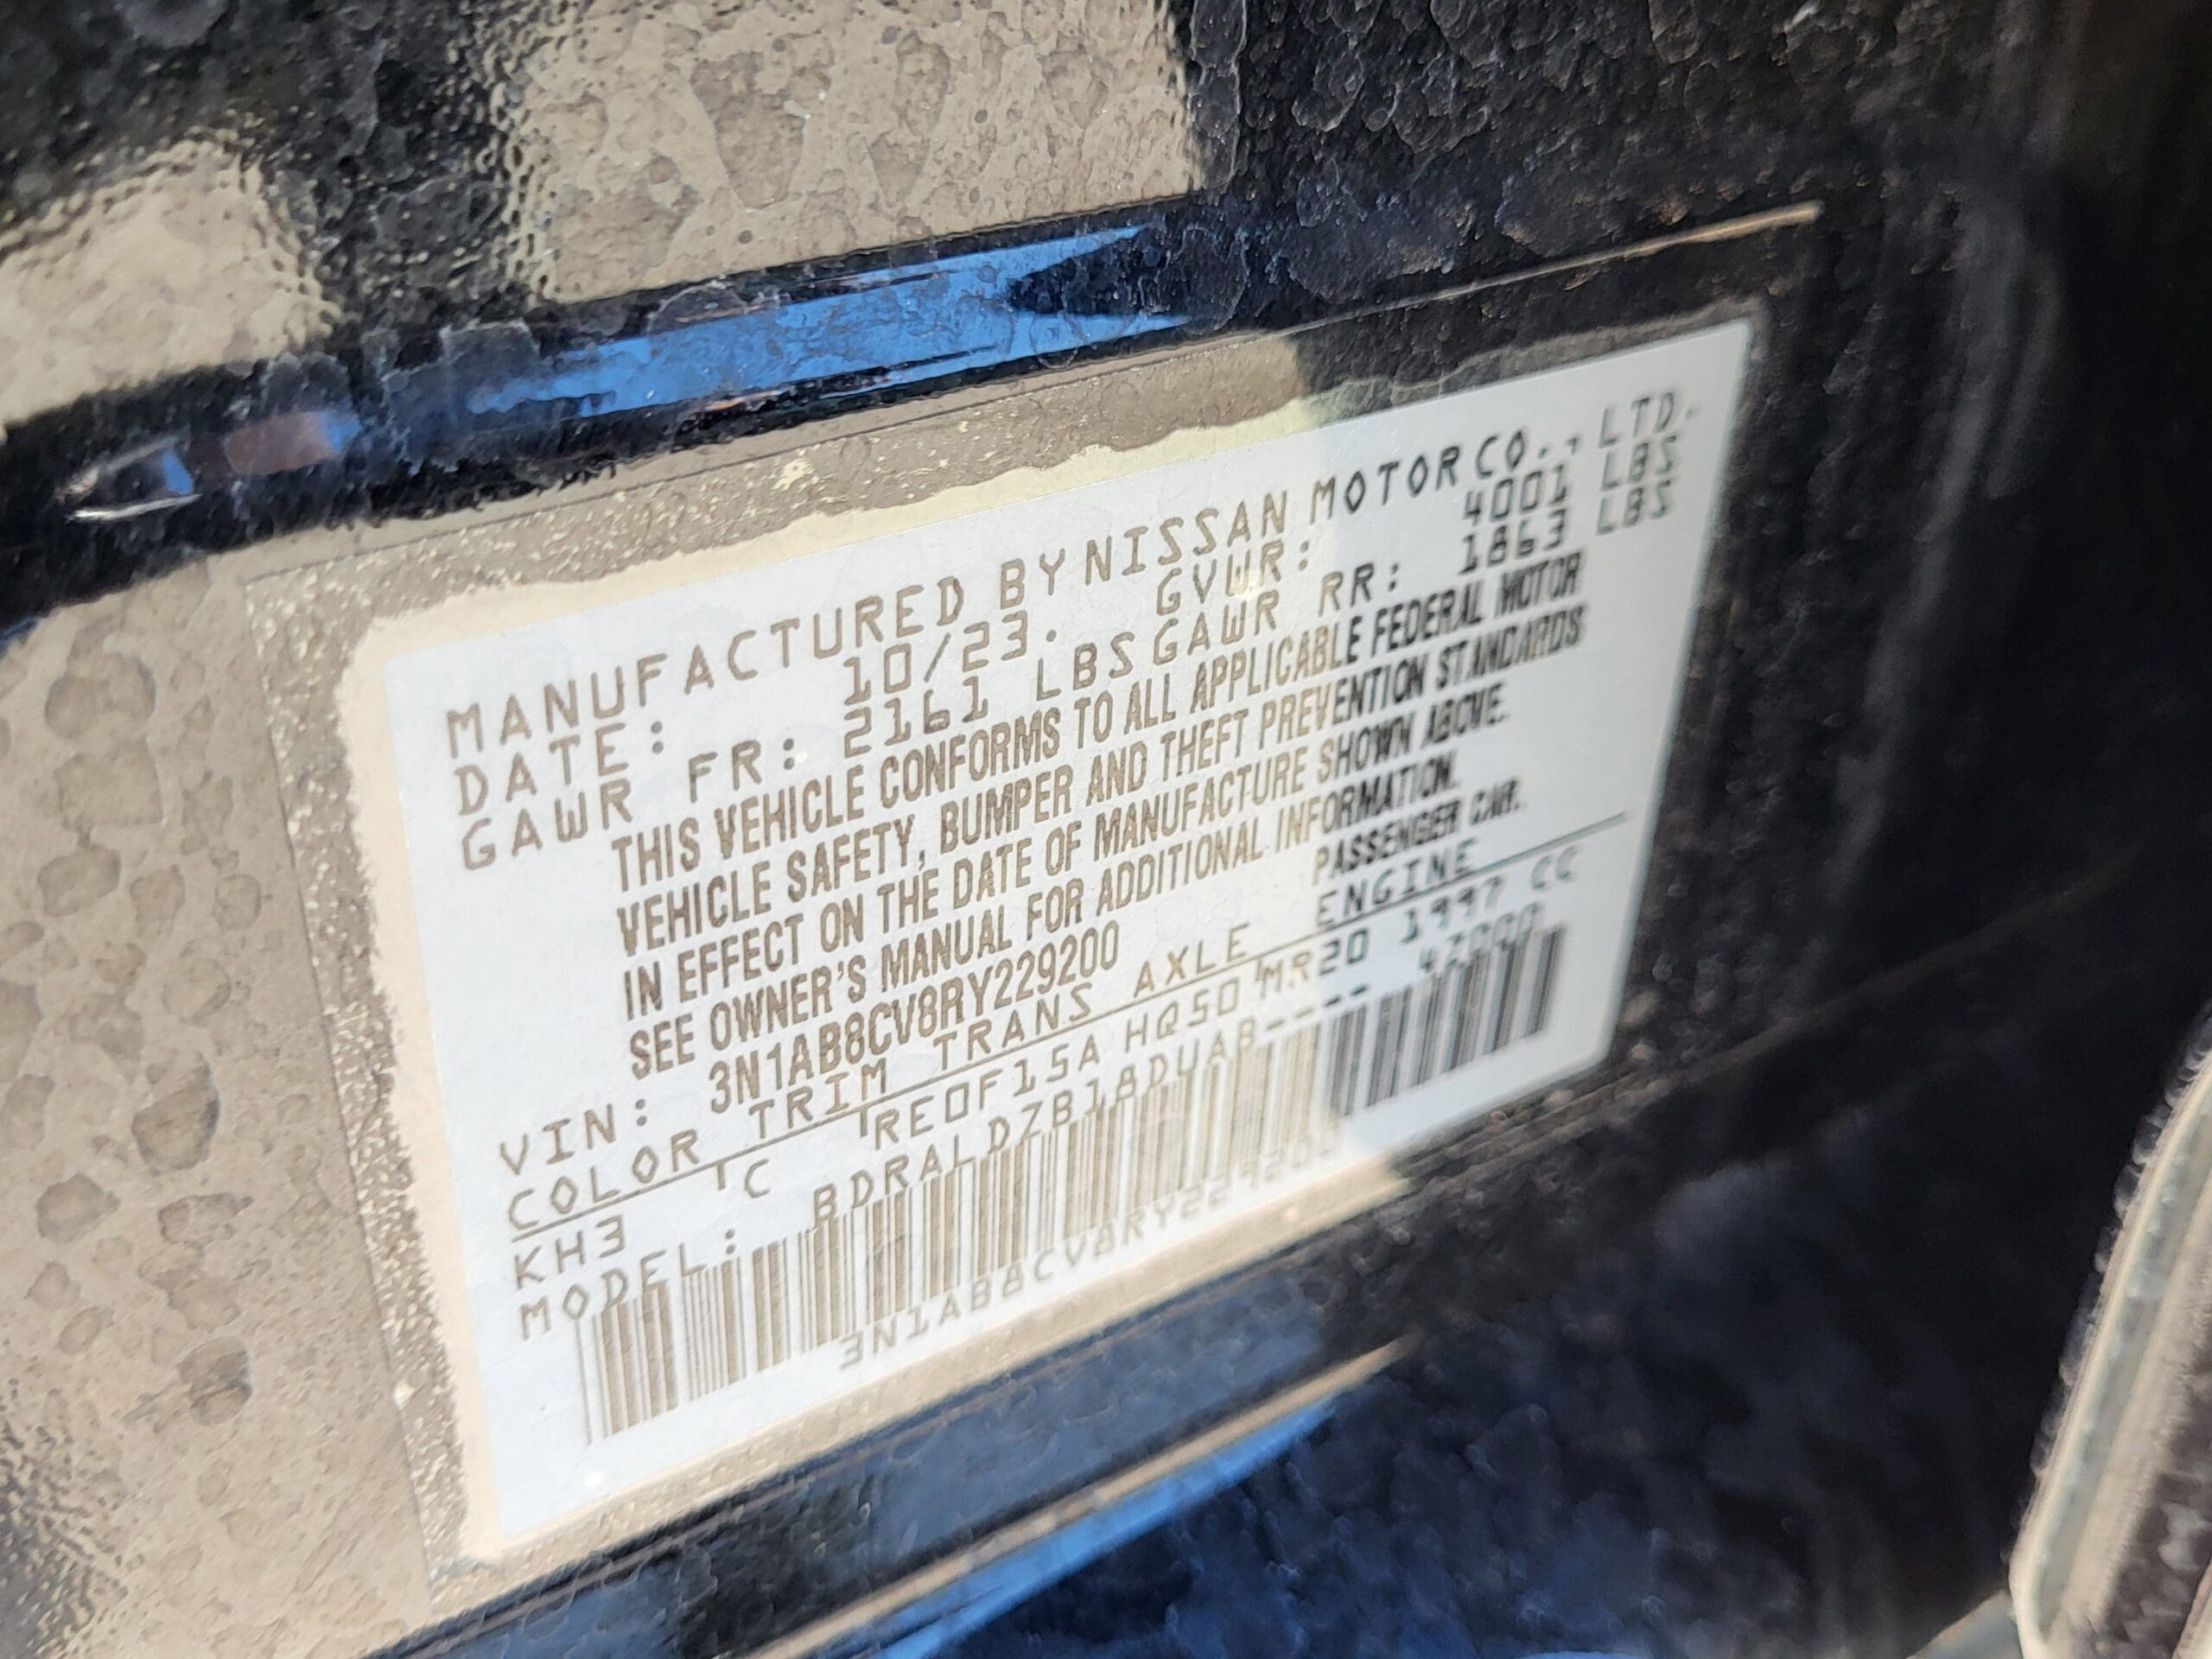 MANUFACTURED BY NISSAN MOTOR CO., LTD.
DATE: 10/23. GVWR: 4001 LBS
GAWR FR: 2161 LBS GAWR RR: 1863 LBS
THIS VEHICLE CONFORMS TO ALL APPLICABLE FEDERAL MOTOR
VEHICLE SAFETY, BUMPER AND THEFT PREVENTION STANDARDS
IN EFFECT ON THE DATE OF MANUFACTURE SHOWN ABOVE.
SEE OWNER'S MANUAL FOR ADDITIONAL INFORMATION.
VIN: 3N1AB8CV8RY229200 PASSENGER CAR.
COLOR TRIM TRANS AXLE ENGINE
KH3 C RE0F15A HQ50 MR20 1997 CC
MODEL: BDRALDZB18DUAB----
3N1AB8CV8RY229200